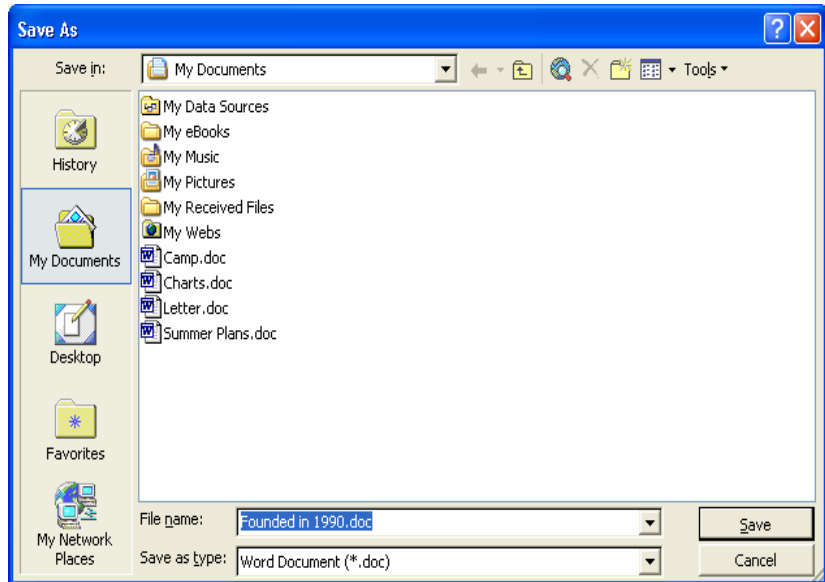 Save As
Save in:
My Documents
Tools
History
My Documents
Desktop
Favorites
My Network
Places
My Data Sources
My eBooks
My Music
My Pictures
My Received Files
My Webs
Camp.doc
Charts.doc
Letter.doc
Summer Plans.doc
File name:
Founded in 1990.doc
Save
Save as type:
Word Document (*.doc)
Cancel